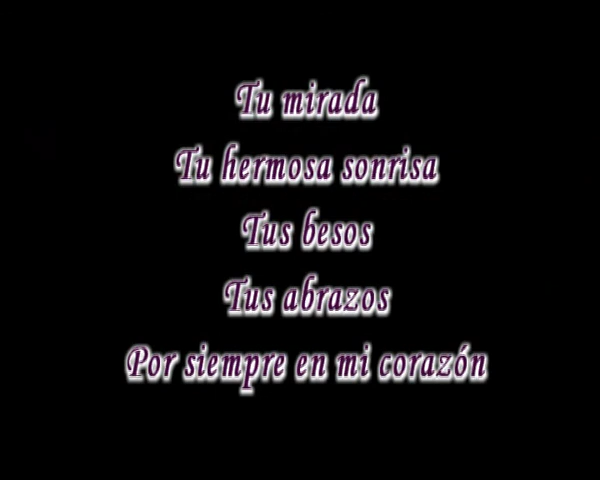 Tu mirada
Tu hermosa sonrisa
Tus besos
Tus abrazos
Por siempre en mi corazón